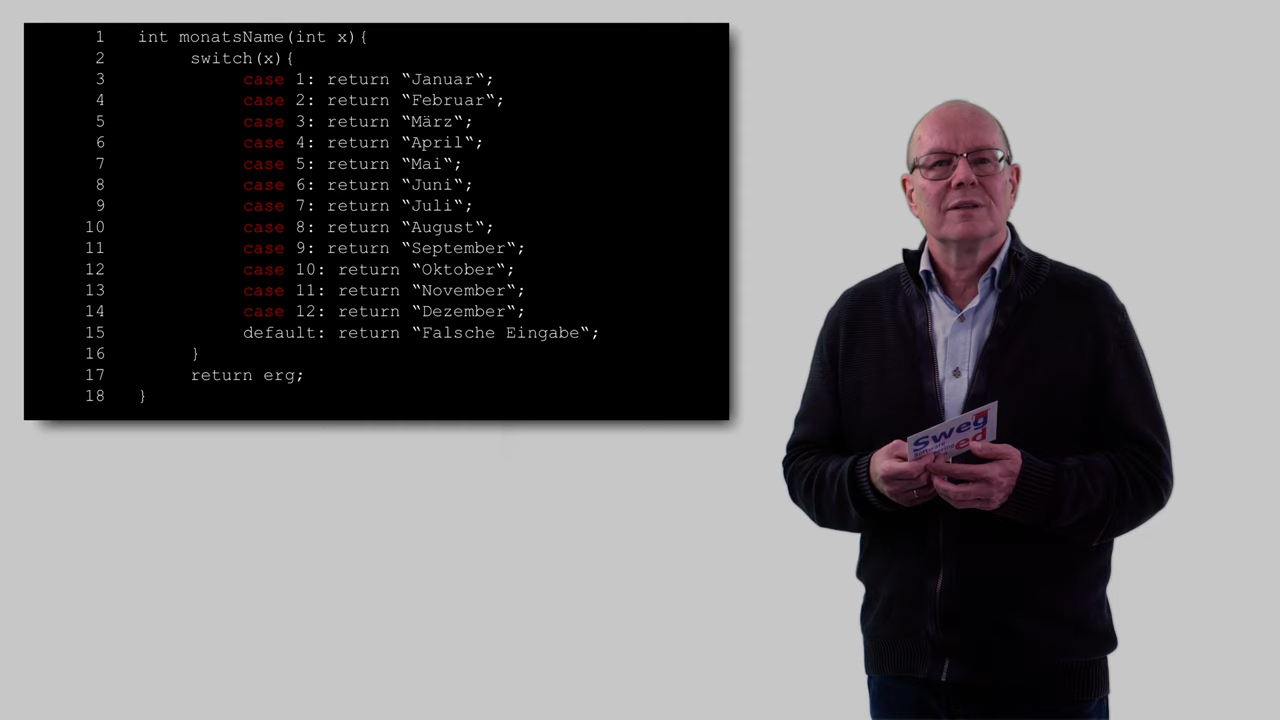 1 int monatsName(int x){
2 switch(x){
3 case 1: return “Januar“;
4 case 2: return “Februar“;
5 case 3: return “März“;
6 case 4: return “April“;
7 case 5: return “Mai“;
8 case 6: return “Juni“;
9 case 7: return “Juli“;
10 case 8: return “August“;
11 case 9: return “September“;
12 case 10: return “Oktober“;
13 case 11: return “November“;
14 case 12: return “Dezember“;
15 default: return “Falsche Eingabe“;
16 }
17 return erg;
18 }
Sweg
ed